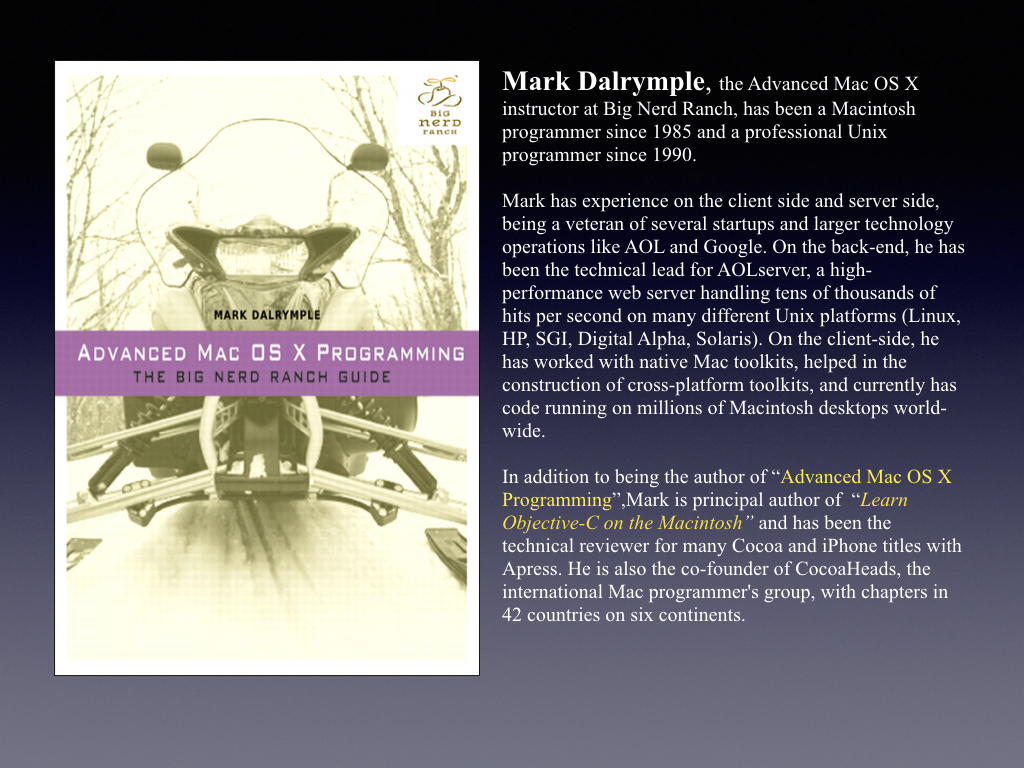 BIG
nerd
ranch
MARK DALRYMPLE
ADVANCED MAC OS X PROGRAMMING
THE BIG NERD RANCH GUIDE
Mark Dalrymple, the Advanced Mac OS X
instructor at Big Nerd Ranch, has been a Macintosh
programmer since 1985 and a professional Unix
programmer since 1990.
Mark has experience on the client side and server side,
being a veteran of several startups and larger technology
operations like AOL and Google. On the back-end, he has
been the technical lead for AOLserver, a high-
performance web server handling tens of thousands of
hits per second on many different Unix platforms (Linux,
HP, SGI, Digital Alpha, Solaris). On the client-side, he
has worked with native Mac toolkits, helped in the
construction of cross-platform toolkits, and currently has
code running on millions of Macintosh desktops world-
wide.
In addition to being the author of “Advanced Mac OS X
Programming”,Mark is principal author of “Learn
Objective-C on the Macintosh” and has been the
technical reviewer for many Cocoa and iPhone titles with
Apress. He is also the co-founder of CocoaHeads, the
international Mac programmer's group, with chapters in
42 countries on six continents.